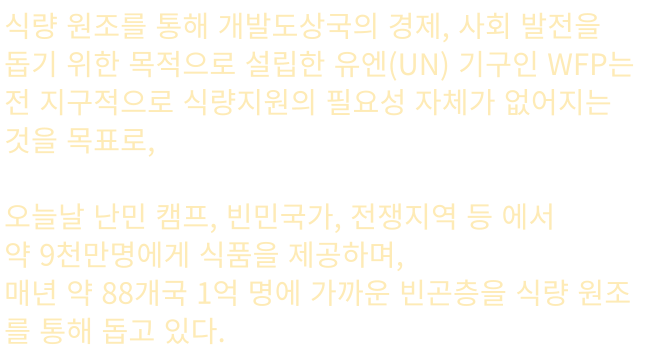 식량 원조를 통해 개발도상국의 경제, 사회 발전을
돕기 위한 목적으로 설립한 유엔(UN) 기구인 WFP는
전 지구적으로 식량지원의 필요성 자체가 없어지는
것을 목표로,
오늘날 난민 캠프, 빈민국가, 전쟁지역 등 에서
약 9천만명에게 식품을 제공하며,
매년 약 88개국 1억 명에 가까운 빈곤층을 식량 원조
를 통해 돕고 있다.